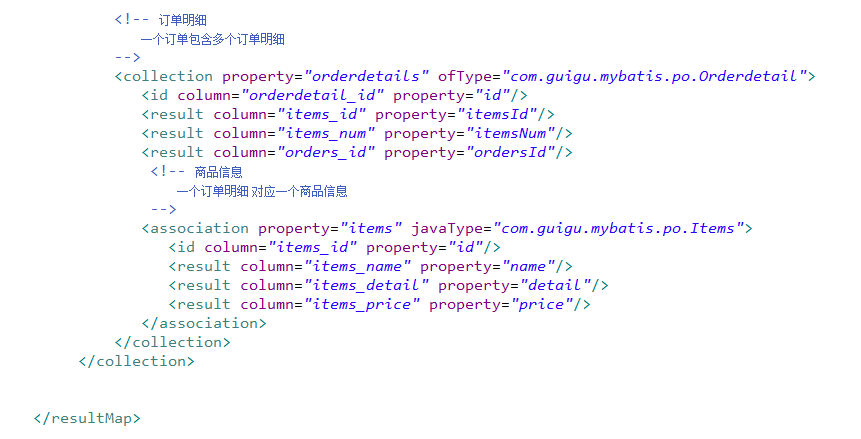 <!-- 订单明细
一个订单包含多个订单明细
-->
<collection property="orderdetails" ofType="com.guigu.mybatis.po.Orderdetail">
<id column="orderdetail_id" property="id"/>
<result column="items_id" property="itemsId"/>
<result column="items_num" property="itemsNum"/>
<result column="orders_id" property="ordersId"/>
<!-- 商品信息
一个订单明细 对应一个商品信息
-->
<association property="items" javaType="com.guigu.mybatis.po.Items">
<id column="items_id" property="id"/>
<result column="items_name" property="name"/>
<result column="items_detail" property="detail"/>
<result column="items_price" property="price"/>
</association>
</collection>
</collection>
</resultMap>